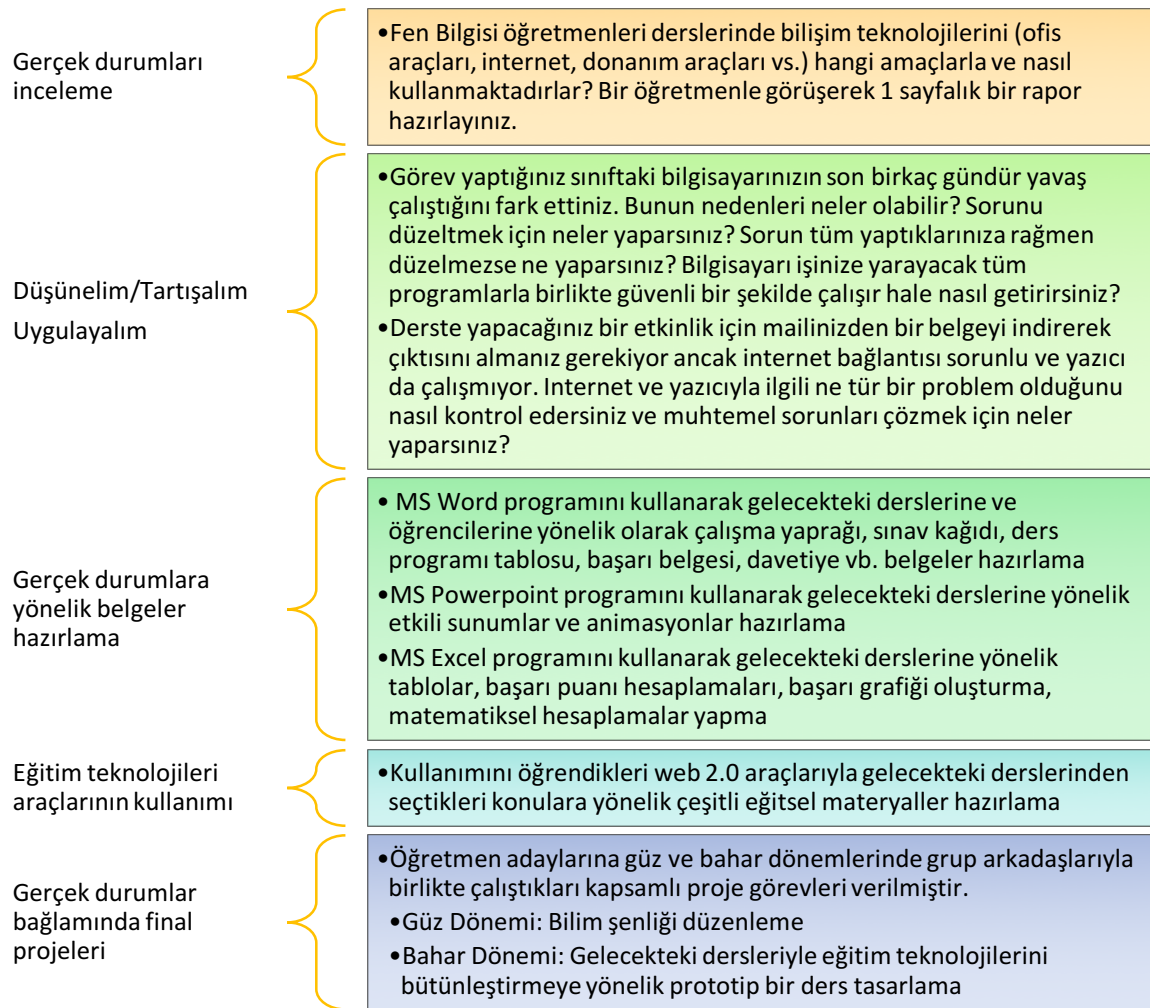 Gerçek durumları
inceleme
•Fen Bilgisi öğretmenleri derslerinde bilişim teknolojilerini (ofis
araçları, internet, donanım araçları vs.) hangi amaçlarla ve nasıl
kullanmaktadırlar? Bir öğretmenle görüşerek 1 sayfalık bir rapor
hazırlayınız.
Düşünelim/Tartışalım
Uygulayalım
•Görev yaptığınız sınıftaki bilgisayarınızın son birkaç gündür yavaş
çalıştığını fark ettiniz. Bunun nedenleri neler olabilir? Sorunu
düzeltmek için neler yaparsınız? Sorun tüm yaptıklarınıza rağmen
düzelmezse ne yaparsınız? Bilgisayarı işinize yarayacak tüm
programlarla birlikte güvenli bir şekilde çalışır hale nasıl getirirsiniz?
•Derste yapacağınız bir etkinlik için mailinizden bir belgeyi indirerek
çıktısını almanız gerekiyor ancak internet bağlantısı sorunlu ve yazıcı
da çalışmıyor. Internet ve yazıcıyla ilgili ne tür bir problem olduğunu
nasıl kontrol edersiniz ve muhtemel sorunları çözmek için neler
yaparsınız?
Gerçek durumlara
yönelik belgeler
hazırlama
• MS Word programını kullanarak gelecekteki derslerine ve
öğrencilerine yönelik olarak çalışma yaprağı, sınav kağıdı, ders
programı tablosu, başarı belgesi, davetiye vb. belgeler hazırlama
•MS Powerpoint programını kullanarak gelecekteki derslerine yönelik
etkili sunumlar ve animasyonlar hazırlama
•MS Excel programını kullanarak gelecekteki derslerine yönelik
tablolar, başarı puanı hesaplamaları, başarı grafiği oluşturma,
matematiksel hesaplamalar yapma
Eğitim teknolojileri
araçlarının kullanımı
•Kullanımını öğrendikleri web 2.0 araçlarıyla gelecekteki derslerinden
seçtikleri konulara yönelik çeşitli eğitsel materyaller hazırlama
Gerçek durumlar
bağlamında final
projeleri
•Öğretmen adaylarına güz ve bahar dönemlerinde grup arkadaşlarıyla
birlikte çalıştıkları kapsamlı proje görevleri verilmiştir.
•Güz Dönemi: Bilim şenliği düzenleme
•Bahar Dönemi: Gelecekteki dersleriyle eğitim teknolojilerini
bütünleştirmeye yönelik prototip bir ders tasarlama